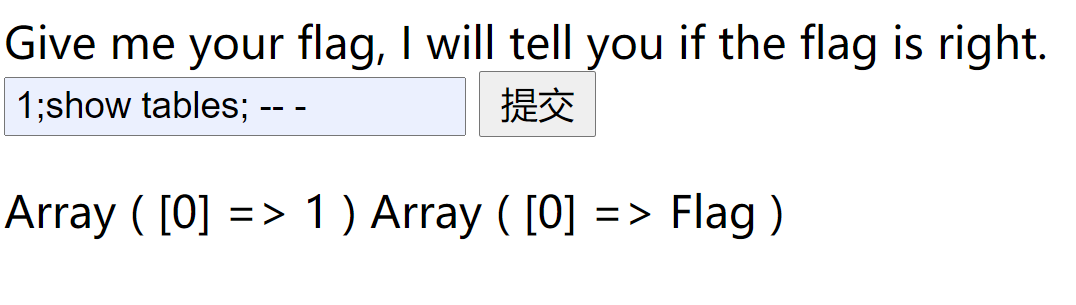 Give me your flag, I will tell you if the flag is right.
1;show tables; -- - 提交
Array ( [0] => 1 ) Array ( [0] => Flag )